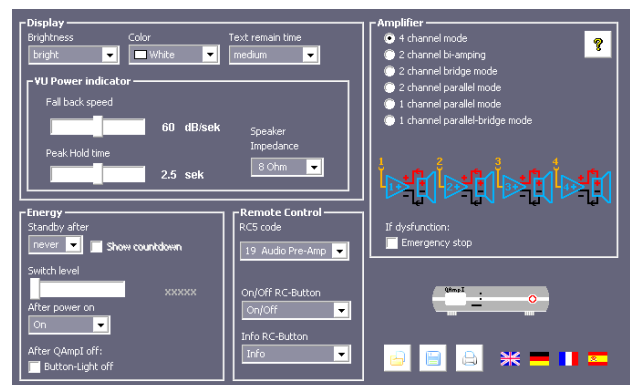 Display
Brightness
Color
Text remain time
bright
White
medium
VU Power indicator
Fall back speed
60 dB/sek
Speaker
Impedance
Peak Hold time
2.5 sek
8 Ohm
Amplifier
4 channel mode
2 channel bi-amping
2 channel bridge mode
2 channel parallel mode
1 channel parallel mode
1 channel parallel-bridge mode
?
1 2 3 4
1+ 2+ 3+ 4+
If dysfunction:
Emergency stop
Energy
Standby after
never
Show countdown
Switch level
xxxxx
After power on
On
After QAmpI off:
Button-Light off
Remote Control
RC5 code
19 Audio Pre-Amp
On/Off RC-Button
On/Off
Info RC-Button
Info
QAmpI